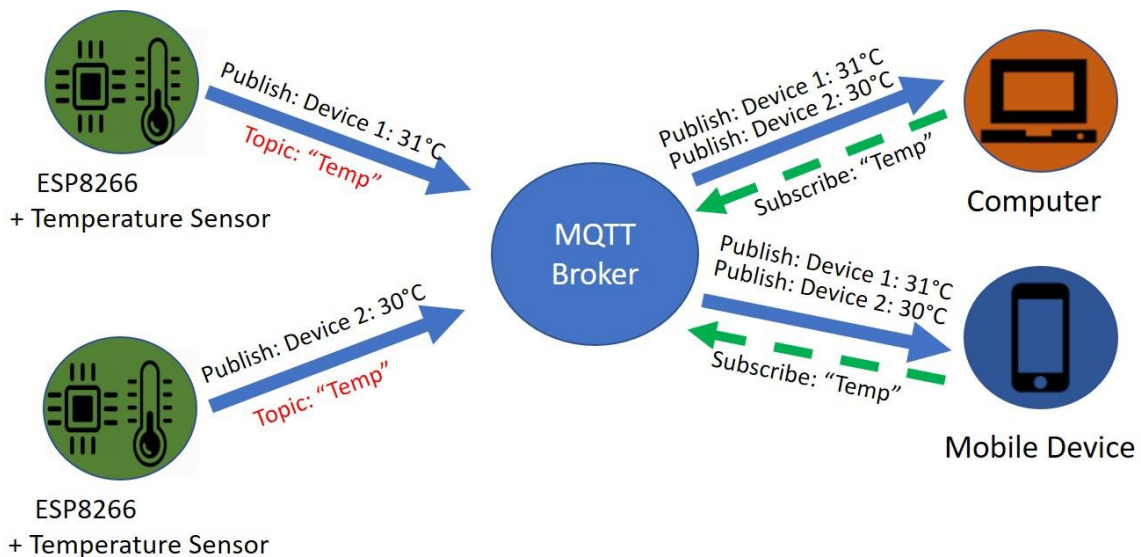 Publish: Device 1: 31°C
Topic: “Temp”
ESP8266
+ Temperature Sensor
Publish: Device 2: 30°C
Topic: “Temp”
ESP8266
+ Temperature Sensor
MQTT
Broker
Publish: Device 1: 31°C
Publish: Device 2: 30°C
Subscribe: “Temp”
Computer
Publish: Device 1: 31°C
Publish: Device 2: 30°C
Subscribe: “Temp”
Mobile Device